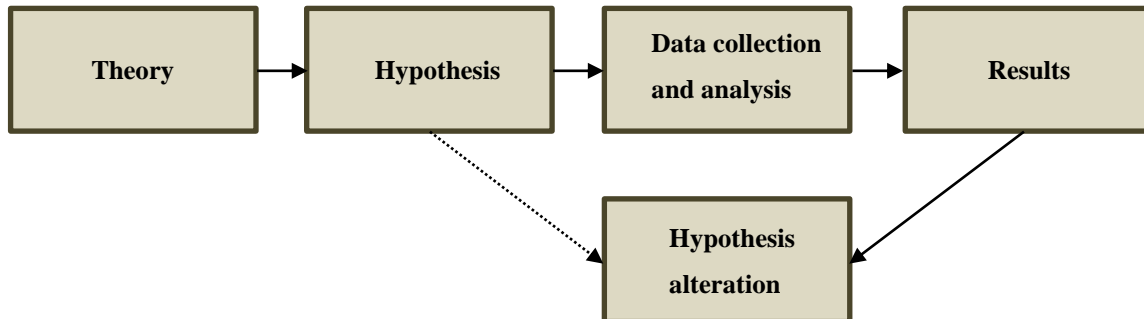 Theory
Hypothesis
Data collection
and analysis
Results
Hypothesis
alteration